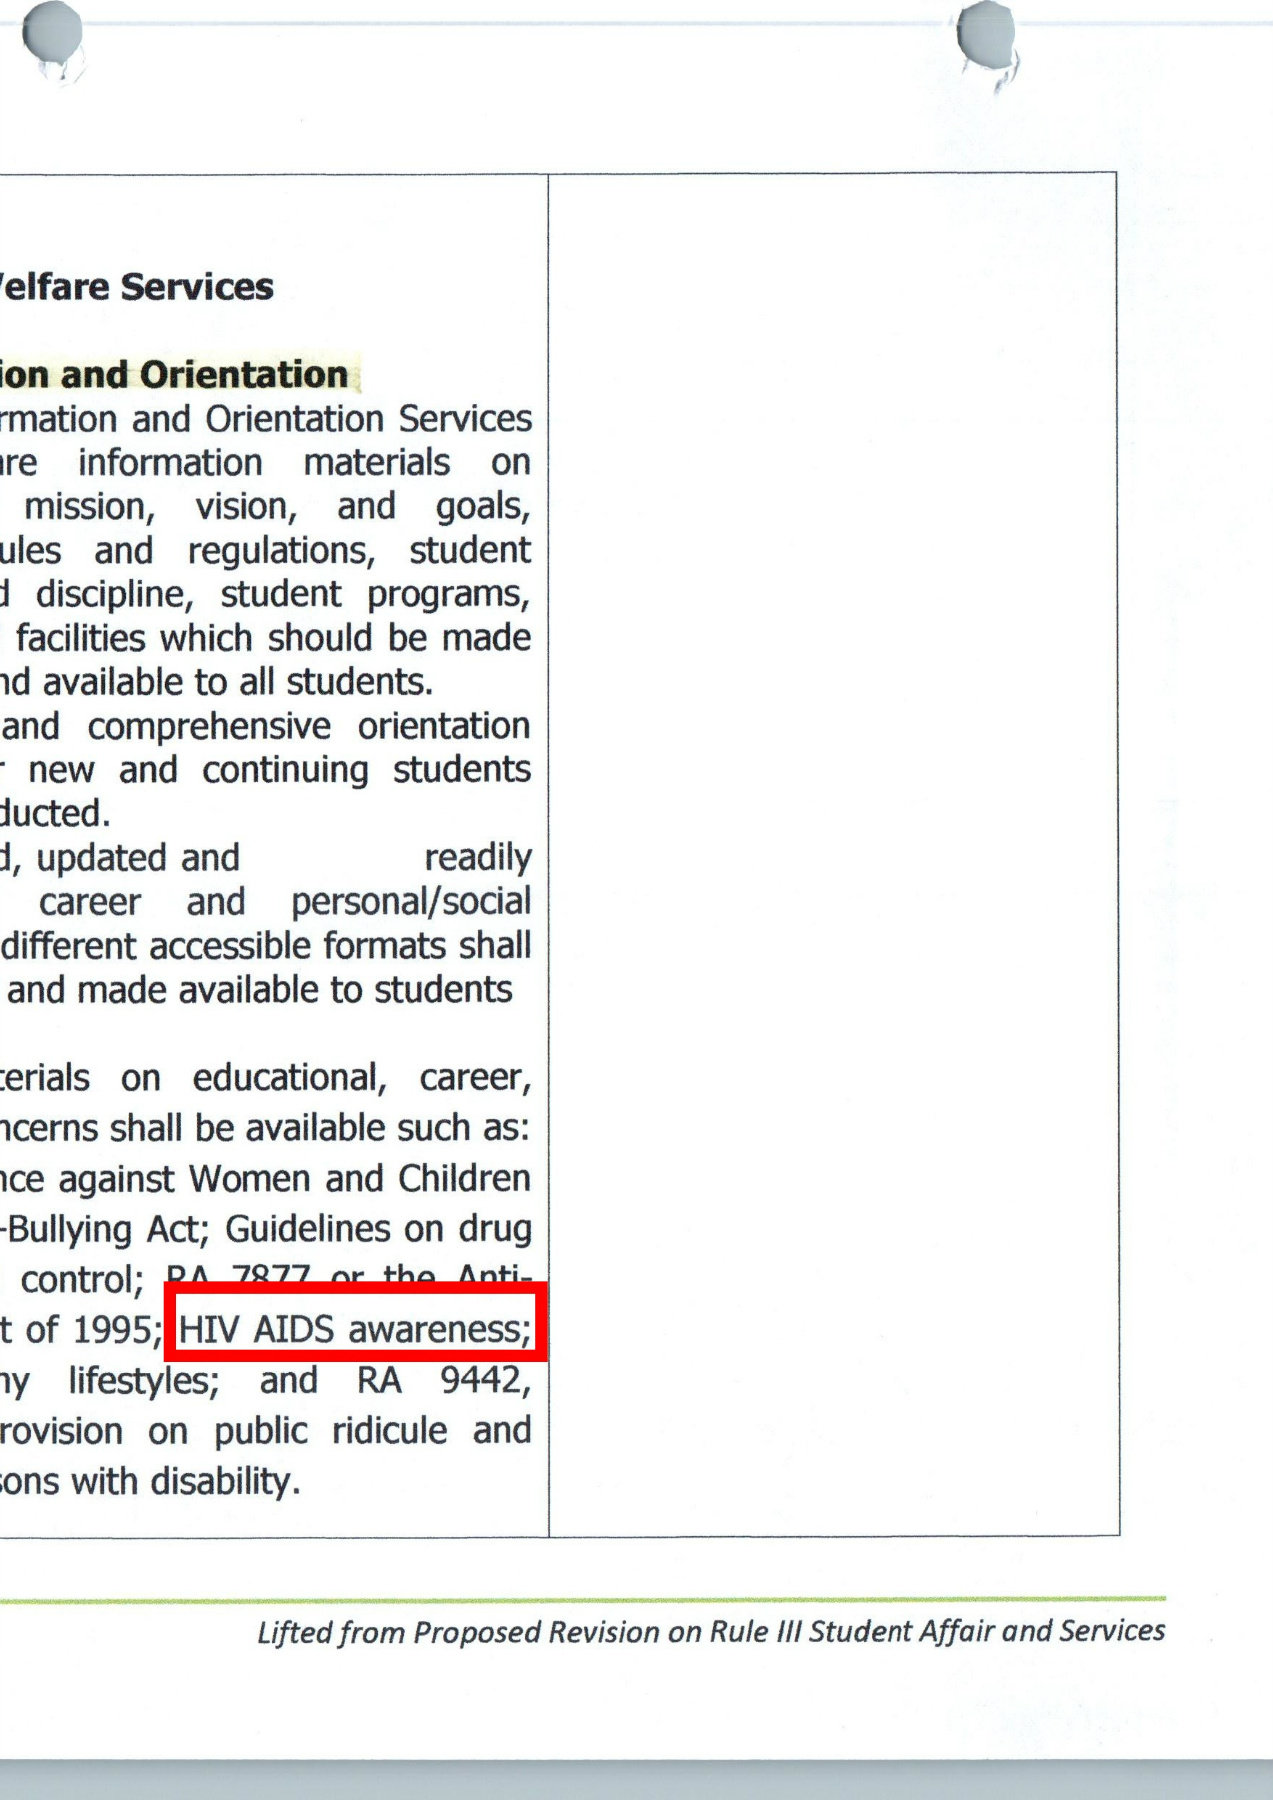 Welfare Services
ion and Orientation
rmation and Orientation Services
are information materials on
mission, vision, and goals,
ules and regulations, student
d discipline, student programs,
facilities which should be made
nd available to all students.
and comprehensive orientation
r new and continuing students
ducted.
d, updated and readily
career and personal/social
different accessible formats shall
and made available to students
terials on educational, career,
ncerns shall be available such as:
nce against Women and Children
-Bullying Act; Guidelines on drug
control; RA 7877 or the Anti-
t of 1995; HIV AIDS awareness;
hy lifestyles; and RA 9442,
rovision on public ridicule and
sons with disability.
Lifted from Proposed Revision on Rule III Student Affair and Services